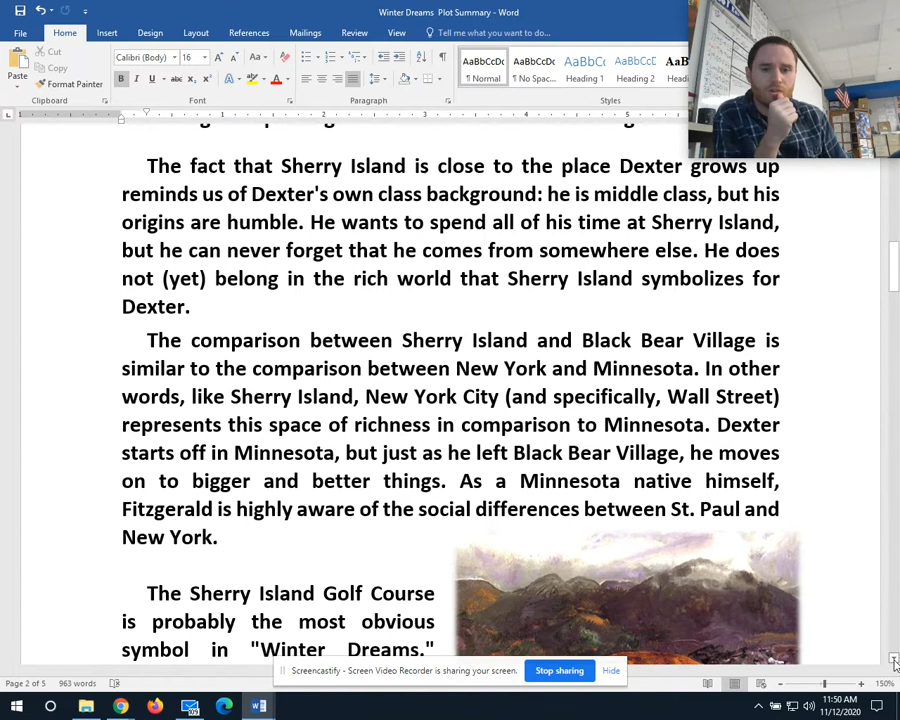 Winter Dreams Plot Summary - Word
File Home Insert Design Layout References Mailings Review View Tell me what you want to do...
Paste Cut Copy Format Painter
Calibri (Body) 16
AaBbCcDc AaBbCcDc AaBbCc AaBbCcD
¶ Normal ¶ No Spac... Heading 1 Heading 2
Clipboard Font Paragraph Styles
The fact that Sherry Island is close to the place Dexter grows up
reminds us of Dexter's own class background: he is middle class, but his
origins are humble. He wants to spend all of his time at Sherry Island,
but he can never forget that he comes from somewhere else. He does
not (yet) belong in the rich world that Sherry Island symbolizes for
Dexter.
The comparison between Sherry Island and Black Bear Village is
similar to the comparison between New York and Minnesota. In other
words, like Sherry Island, New York City (and specifically, Wall Street)
represents this space of richness in comparison to Minnesota. Dexter
starts off in Minnesota, but just as he left Black Bear Village, he moves
on to bigger and better things. As a Minnesota native himself,
Fitzgerald is highly aware of the social differences between St. Paul and
New York.
The Sherry Island Golf Course
is probably the most obvious
symbol in "Winter Dreams."
Screencastify - Screen Video Recorder is sharing your screen. Stop sharing Hide
Page 2 of 5 963 words 150%
11:50 AM
11/12/2020